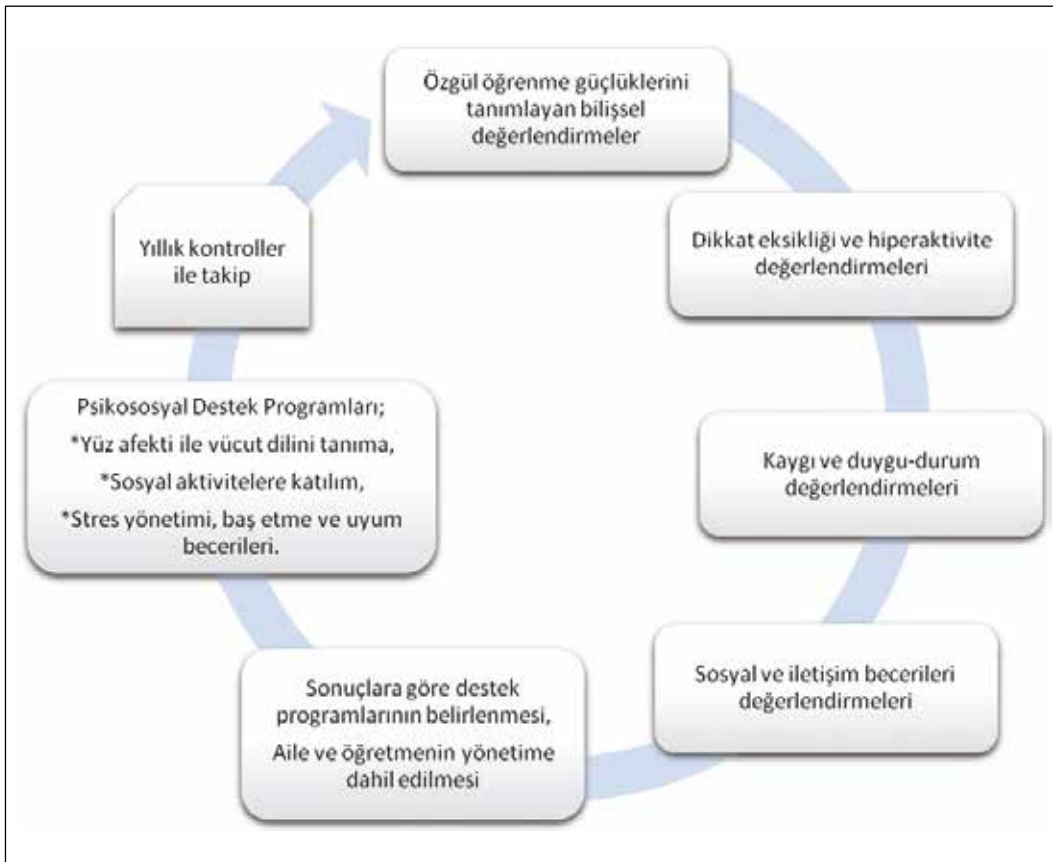 Özgül öğrenme güçlüklerini
tanımlayan bilişsel
değerlendirmeler
Dikkat eksikliği ve hiperaktivite
değerlendirmeleri
Kaygı ve duygu-durum
değerlendirmeleri
Sosyal ve iletişim becerileri
değerlendirmeleri
Sonuçlara göre destek
programlarının belirlenmesi,
Aile ve öğretmenin yönetime
dahil edilmesi
Psikososyal Destek Programları;
*Yüz afekti ile vücut dilini tanıma,
*Sosyal aktivitelere katılım,
*Stres yönetimi, baş etme ve uyum
becerileri.
Yıllık kontroller
ile takip